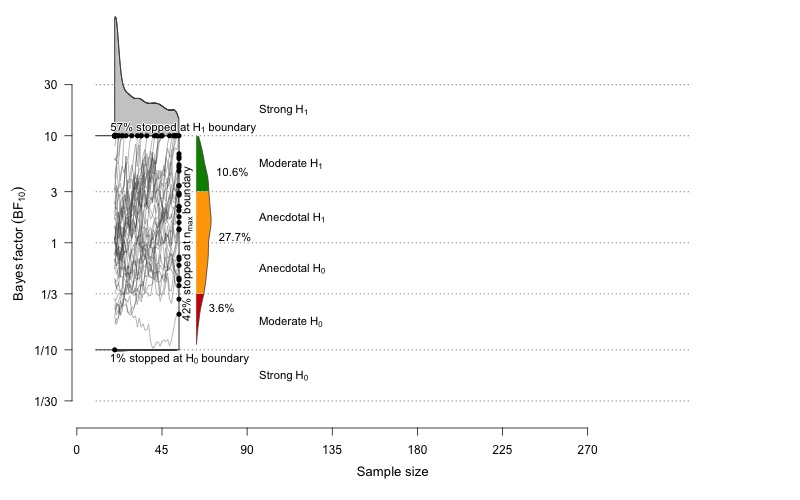 30
Strong H1
57% stopped at H1 boundary
10
Moderate H1
10.6%
3
Anecdotal H1
27.7%
1
Anecdotal H0
1/3
3.6%
Moderate H0
42% stopped at nmax boundary
1/10
1% stopped at H0 boundary
Strong H0
1/30
Bayes factor (BF10)
0 45 90 135 180 225 270
Sample size